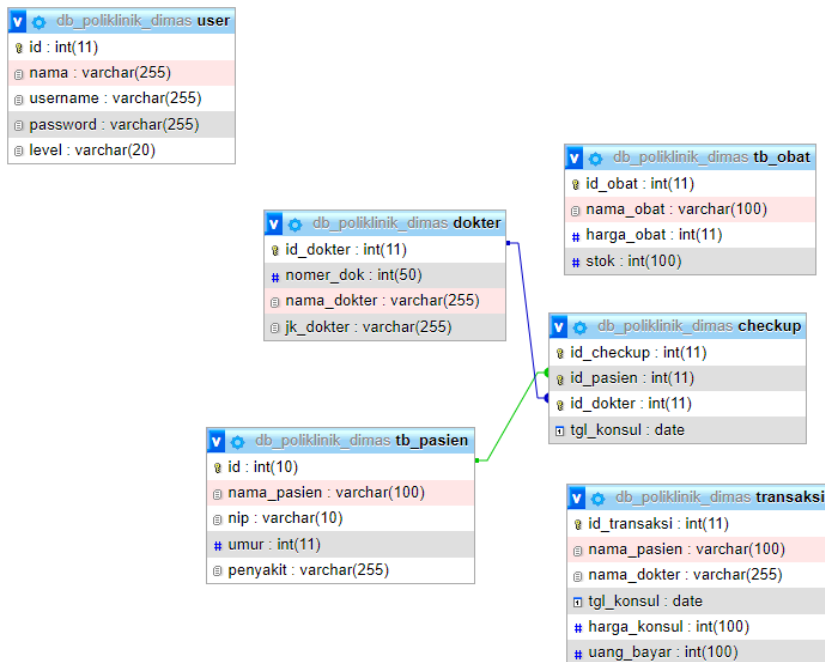 db_poliklinik_dimas user
id : int(11)
nama : varchar(255)
username : varchar(255)
password : varchar(255)
level : varchar(20)
db_poliklinik_dimas tb_obat
id_obat : int(11)
nama_obat : varchar(100)
harga_obat : int(11)
stok : int(100)
db_poliklinik_dimas dokter
id_dokter : int(11)
nomer_dok : int(50)
nama_dokter : varchar(255)
jk_dokter : varchar(255)
db_poliklinik_dimas checkup
id_checkup : int(11)
id_pasien : int(11)
id_dokter : int(11)
tgl_konsul : date
db_poliklinik_dimas tb_pasien
id : int(10)
nama_pasien : varchar(100)
nip : varchar(10)
umur : int(11)
penyakit : varchar(255)
db_poliklinik_dimas transaksi
id_transaksi : int(11)
nama_pasien : varchar(100)
nama_dokter : varchar(255)
tgl_konsul : date
harga_konsul : int(100)
uang_bayar : int(100)